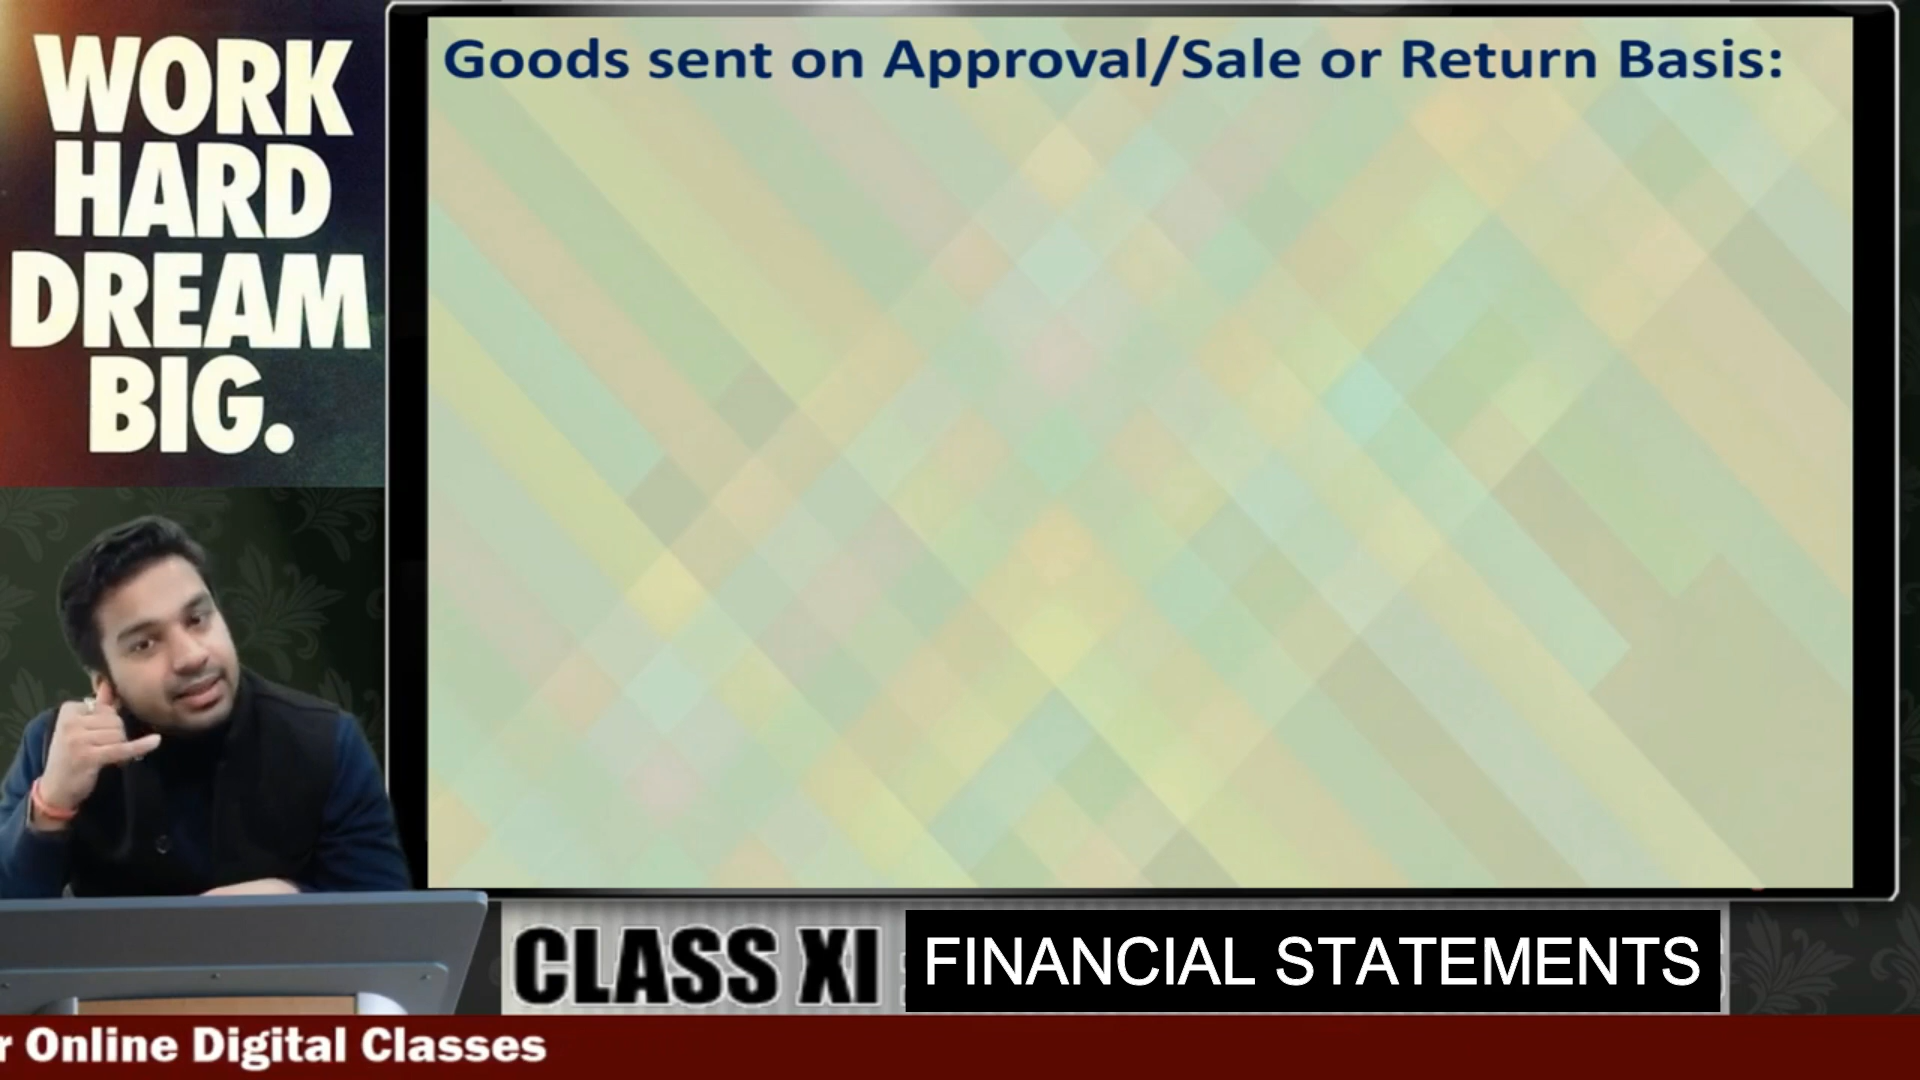 WORK
HARD
DREAM
BIG.
Goods sent on Approval/Sale or Return Basis:
CLASS XI
FINANCIAL STATEMENTS
r Online Digital Classes